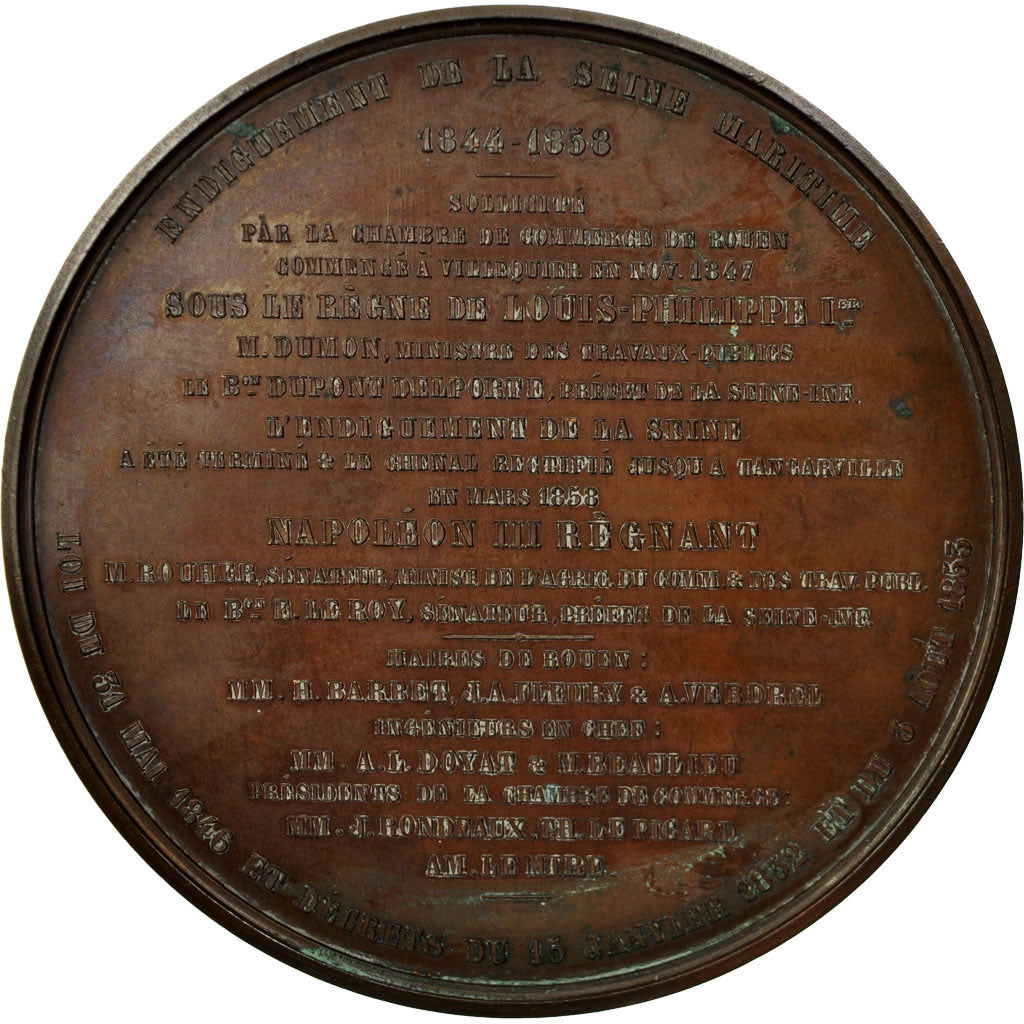 ENDIGUEMENT DE LA SEINE MARITIME
1844-1858
SOLLICITÉ
PAR LA CHAMBRE DE COMMERCE DE ROUEN
COMMENCÉ À VILLEQUIER EN NOV. 1847
SOUS LE RÈGNE DE LOUIS-PHILIPPE IER
M. DUMON, MINISTRE DES TRAVAUX-PUBLICS
LE BON DUPONT DELPORTE, PRÉFET DE LA SEINE-INF.
L'ENDIGUEMENT DE LA SEINE
A ÉTÉ TERMINÉ & LE CHENAL RECTIFIÉ JUSQU'À TANCARVILLE
EN MARS 1858
NAPOLÉON III RÈGNANT
M. ROUHER, SÉNATEUR, MINIST. DE L'AGRIC. DU COMM & DES TRAV. PUBL.
LE BON E. LE ROY, SÉNATEUR, PRÉFET DE LA SEINE-INF.
MAIRES DE ROUEN :
MM. H. BARBET, J.A. FLEURY & A. VERDREL
INGÉNIEURS EN CHEF :
MM. A.L. DOYAT & M. BEAULIEU
PRÉSIDENTS DE LA CHAMBRE DE COMMERCE :
MM. J. RONDEAUX, TH. LE PICARD
AM. LE MIRE.
LOI DU 31 MAI 1846 ET DÉCRETS DU 15 JANVIER 1852 ET DU 3 AOUT 1853